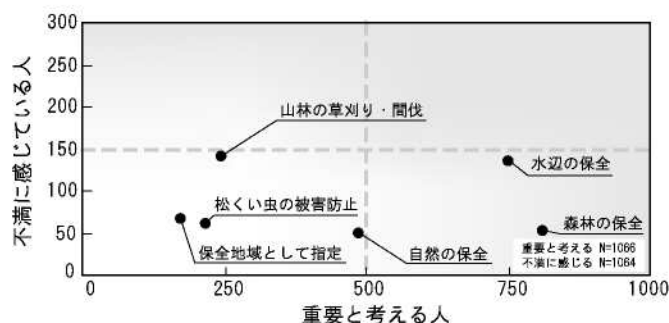 300
250
200
150
100
50
0
不満に感じている人
山林の草刈り・間伐
水辺の保全
松くい虫の被害防止
森林の保全
保全地域として指定
自然の保全
重要と考える N=1066
不満に感じる N=1064
0 250 500 750 1000
重要と考える人